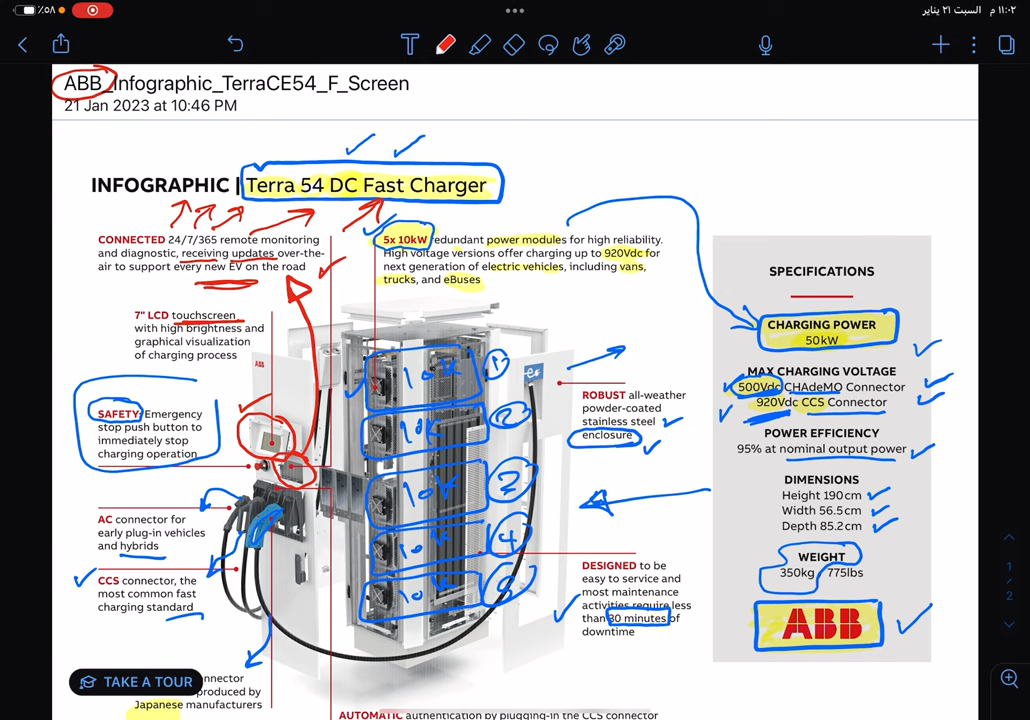 ٪٥٨
١١:٠٢ م السبت ٢١ يناير
ABB_Infographic_TerraCE54_F_Screen
21 Jan 2023 at 10:46 PM
INFOGRAPHIC | Terra 54 DC Fast Charger
CONNECTED 24/7/365 remote monitoring
and diagnostic, receiving updates over-the-
air to support every new EV on the road
5x 10kW redundant power modules for high reliability.
High voltage versions offer charging up to 920Vdc for
next generation of electric vehicles, including vans,
trucks, and eBuses
7" LCD touchscreen
with high brightness and
graphical visualization
of charging process
ABB
SAFETY: Emergency
stop push button to
immediately stop
charging operation
AC connector for
early plug-in vehicles
and hybrids
CCS connector, the
most common fast
charging standard
10K 1
10K 2
10K
10K 4
10K
ROBUST all-weather
powder-coated
stainless steel
enclosure
DESIGNED to be
easy to service and
most maintenance
activities require less
than 30 minutes of
downtime
SPECIFICATIONS
CHARGING POWER
50kW
MAX CHARGING VOLTAGE
500Vdc CHAdeMO Connector
920Vdc CCS Connector
POWER EFFICIENCY
95% at nominal output power
DIMENSIONS
Height 190cm
Width 56.5cm
Depth 85.2cm
WEIGHT
350kg / 775lbs
ABB
TAKE A TOUR
produced by
Japanese manufacturers
AUTOMATIC authentication by plugging-in the CCS connector
1
/
2